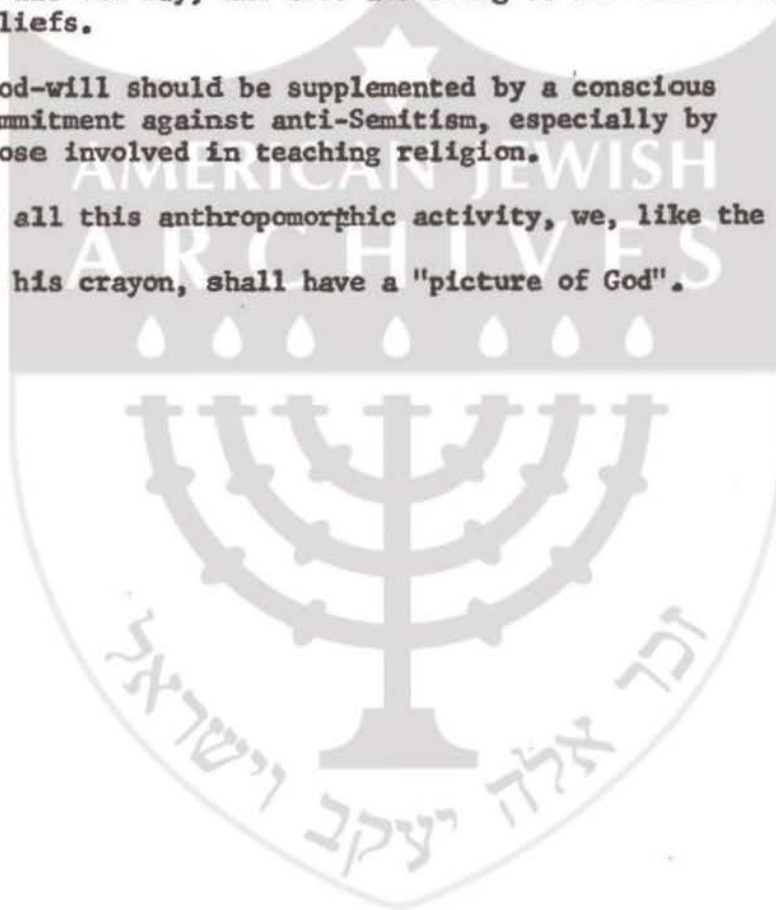 liefs.
od-will should be supplemented by a conscious
mmitment against anti-Semitism, especially by
ose involved in teaching religion.
AMERICAN JEWISH
all this anthropomorphic activity, we, like the
ARCHIVES
his crayon, shall have a "picture of God".
זכר אלה יעקב וישראל